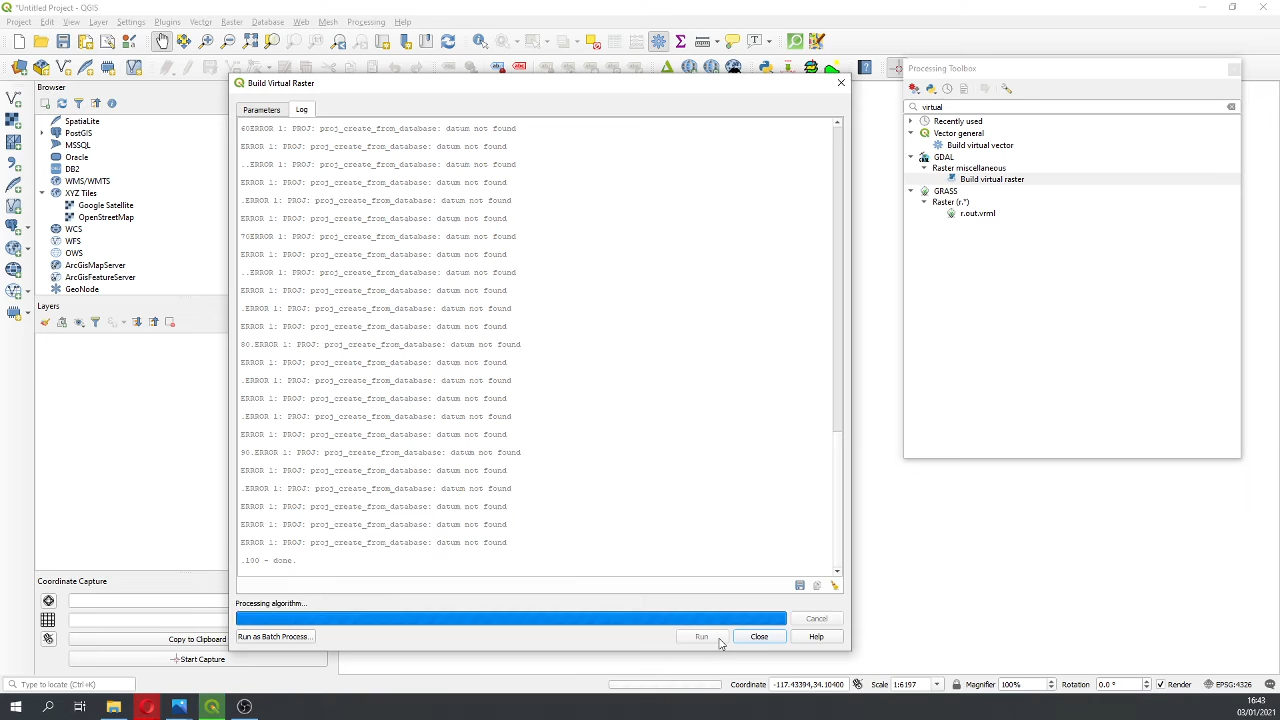 *Untitled Project - QGIS
Project Edit View Layer Settings Plugins Vector Raster Database Web Mesh Processing Help
Build Virtual Raster
Processing Toolbox
Browser
Parameters Log
virtual
SpatiaLite
PostGIS
MSSQL
Oracle
DB2
WMS/WMTS
XYZ Tiles
Google Satellite
OpenStreetMap
WCS
WFS
OWS
ArcGisMapServer
ArcGisFeatureServer
GeoNode
Recently used
Vector general
Build virtual vector
GDAL
Raster miscellaneous
Build virtual raster
GRASS
Raster (r.*)
r.out.vrml
60ERROR 1: PROJ: proj_create_from_database: datum not found
ERROR 1: PROJ: proj_create_from_database: datum not found
..ERROR 1: PROJ: proj_create_from_database: datum not found
ERROR 1: PROJ: proj_create_from_database: datum not found
.ERROR 1: PROJ: proj_create_from_database: datum not found
ERROR 1: PROJ: proj_create_from_database: datum not found
70ERROR 1: PROJ: proj_create_from_database: datum not found
ERROR 1: PROJ: proj_create_from_database: datum not found
..ERROR 1: PROJ: proj_create_from_database: datum not found
ERROR 1: PROJ: proj_create_from_database: datum not found
.ERROR 1: PROJ: proj_create_from_database: datum not found
ERROR 1: PROJ: proj_create_from_database: datum not found
80.ERROR 1: PROJ: proj_create_from_database: datum not found
ERROR 1: PROJ: proj_create_from_database: datum not found
.ERROR 1: PROJ: proj_create_from_database: datum not found
ERROR 1: PROJ: proj_create_from_database: datum not found
.ERROR 1: PROJ: proj_create_from_database: datum not found
ERROR 1: PROJ: proj_create_from_database: datum not found
90.ERROR 1: PROJ: proj_create_from_database: datum not found
ERROR 1: PROJ: proj_create_from_database: datum not found
.ERROR 1: PROJ: proj_create_from_database: datum not found
ERROR 1: PROJ: proj_create_from_database: datum not found
ERROR 1: PROJ: proj_create_from_database: datum not found
ERROR 1: PROJ: proj_create_from_database: datum not found
.100 - done.
Layers
Coordinate Capture
Copy to Clipboard
Start Capture
Processing algorithm...
Cancel
Run as Batch Process...
Run Close Help
Type to locate (Ctrl+K)
Coordinate -117.43394,34.10400 Scale 1:6197 Magnifier 100% Rotation 0.0 ° Render EPSG:4326
16:43
03/01/2021